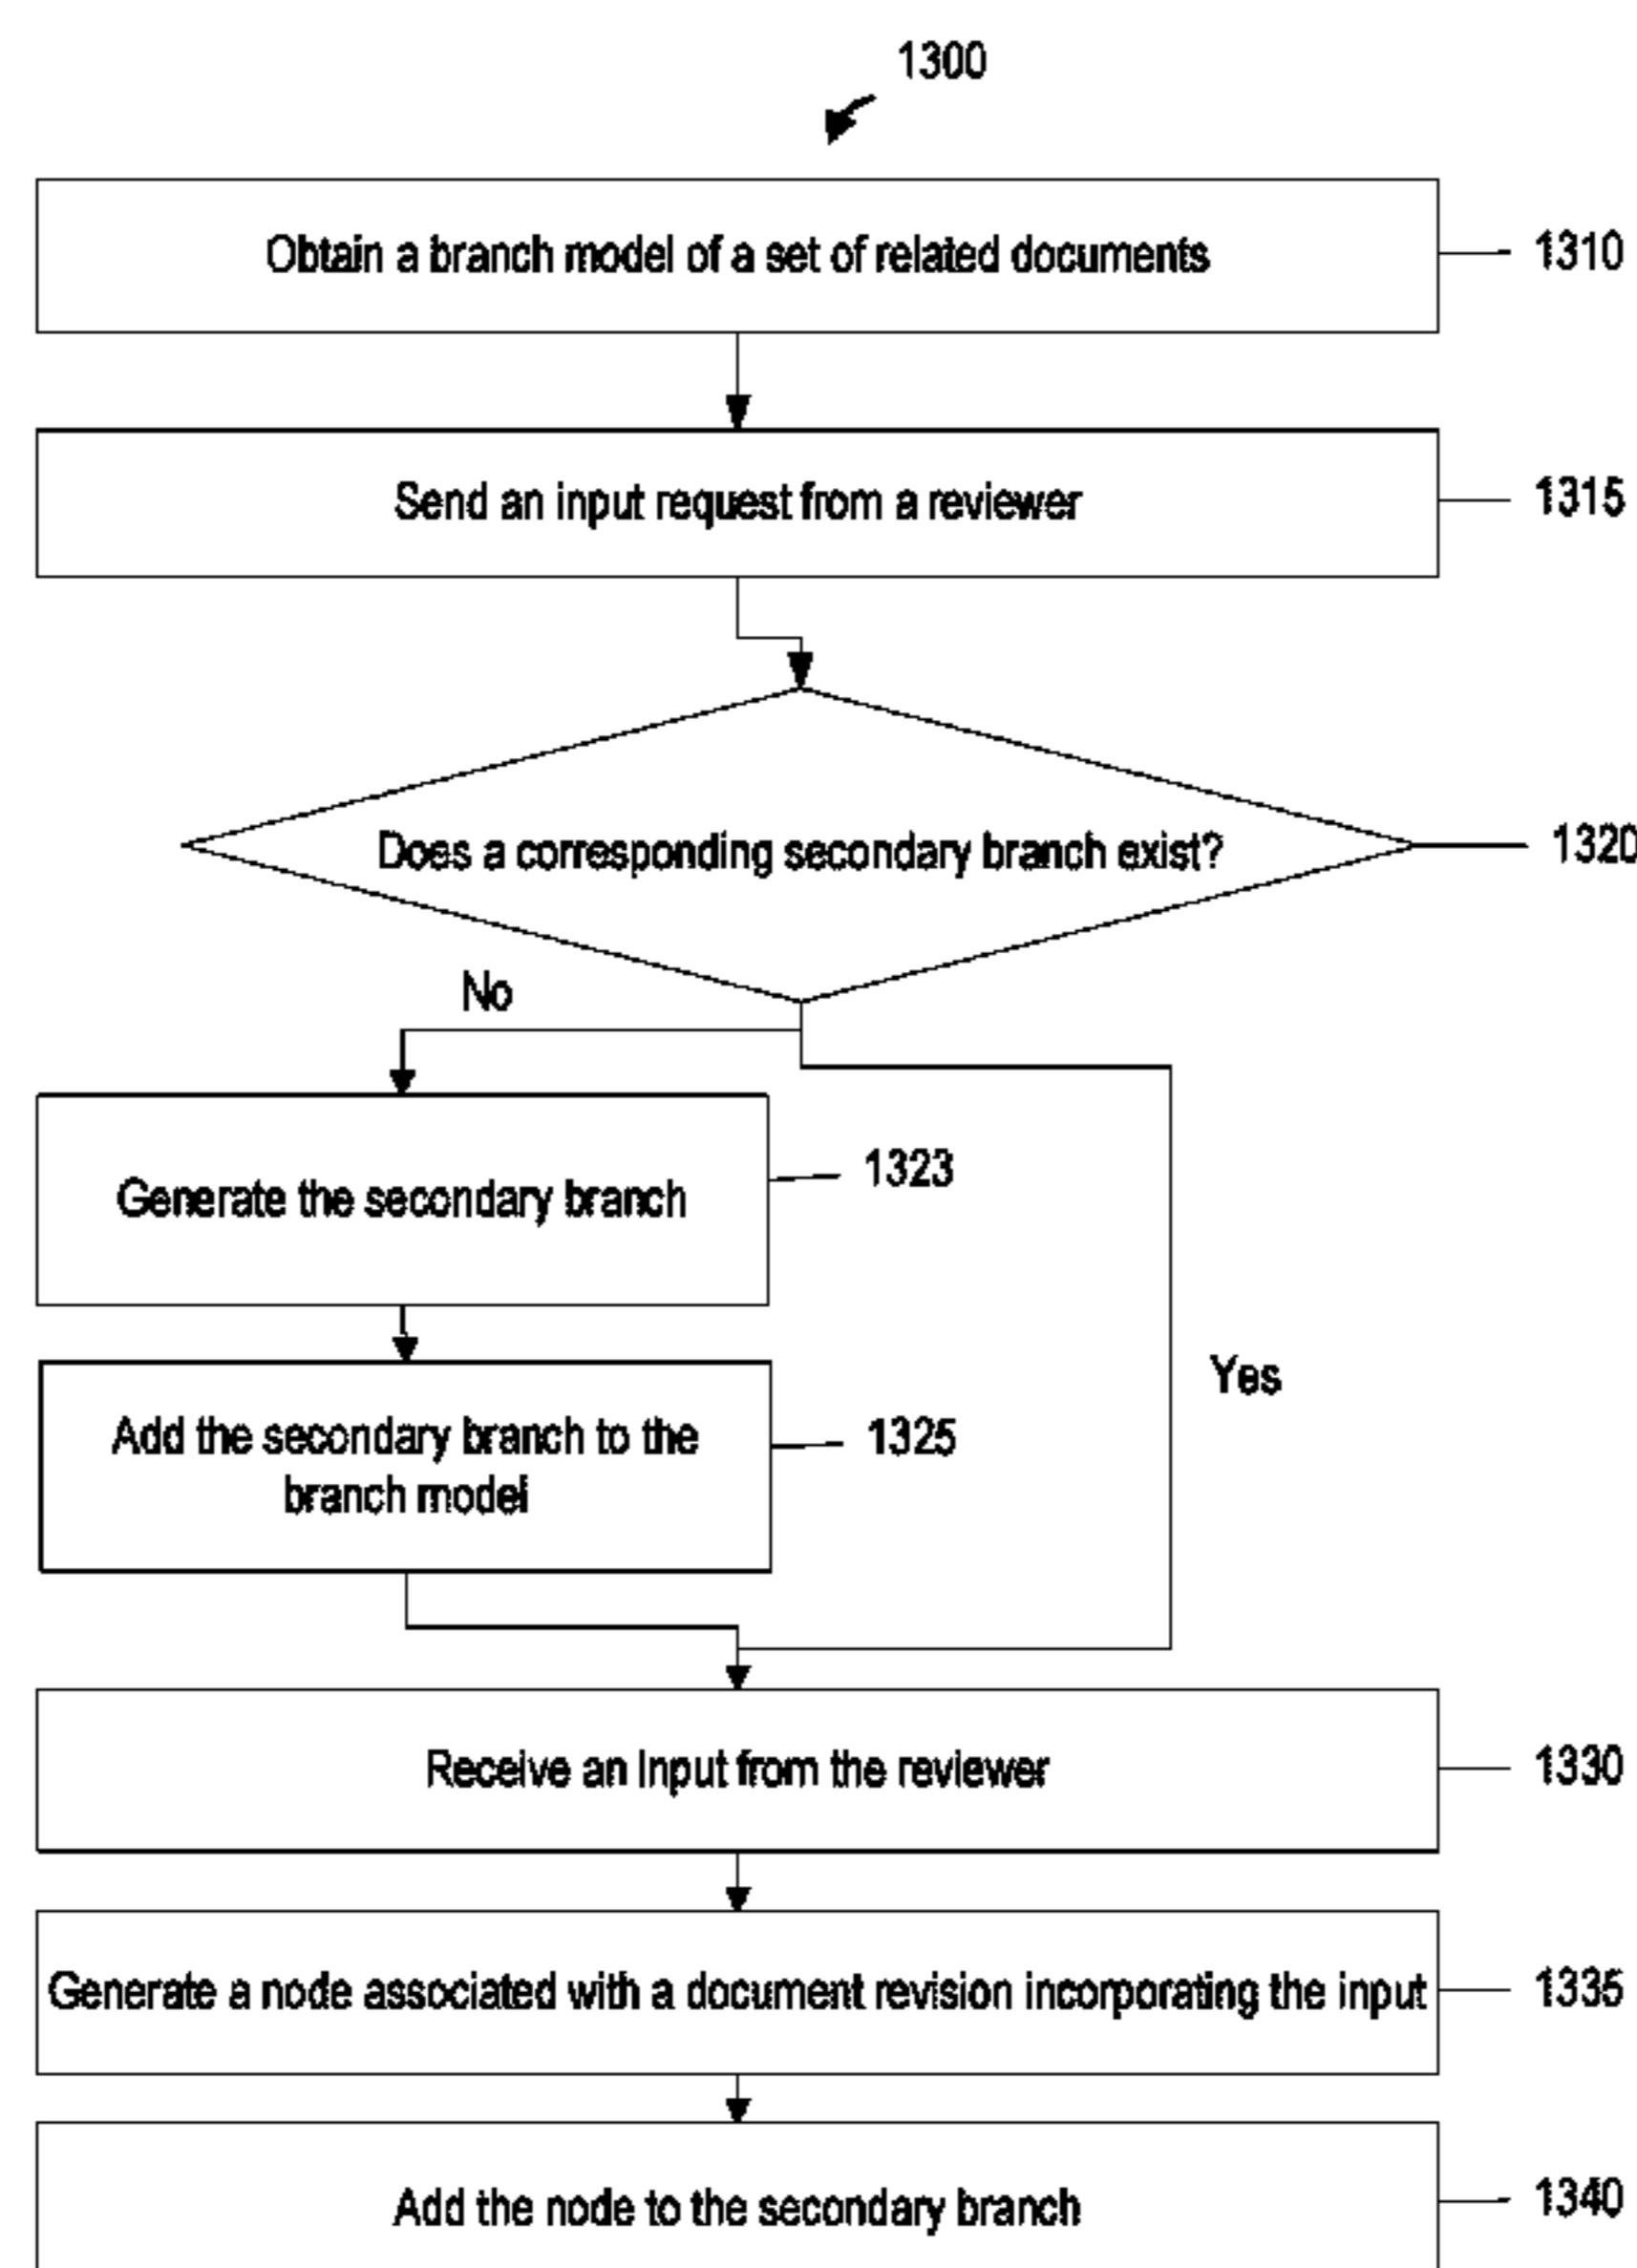 1300
Obtain a branch model of a set of related documents
1310
Send an input request from a reviewer
1315
Does a corresponding secondary branch exist?
1320
No
Generate the secondary branch
1323
Yes
Add the secondary branch to the
branch model
1325
Receive an Input from the reviewer
1330
Generate a node associated with a document revision incorporating the input
1335
Add the node to the secondary branch
1340